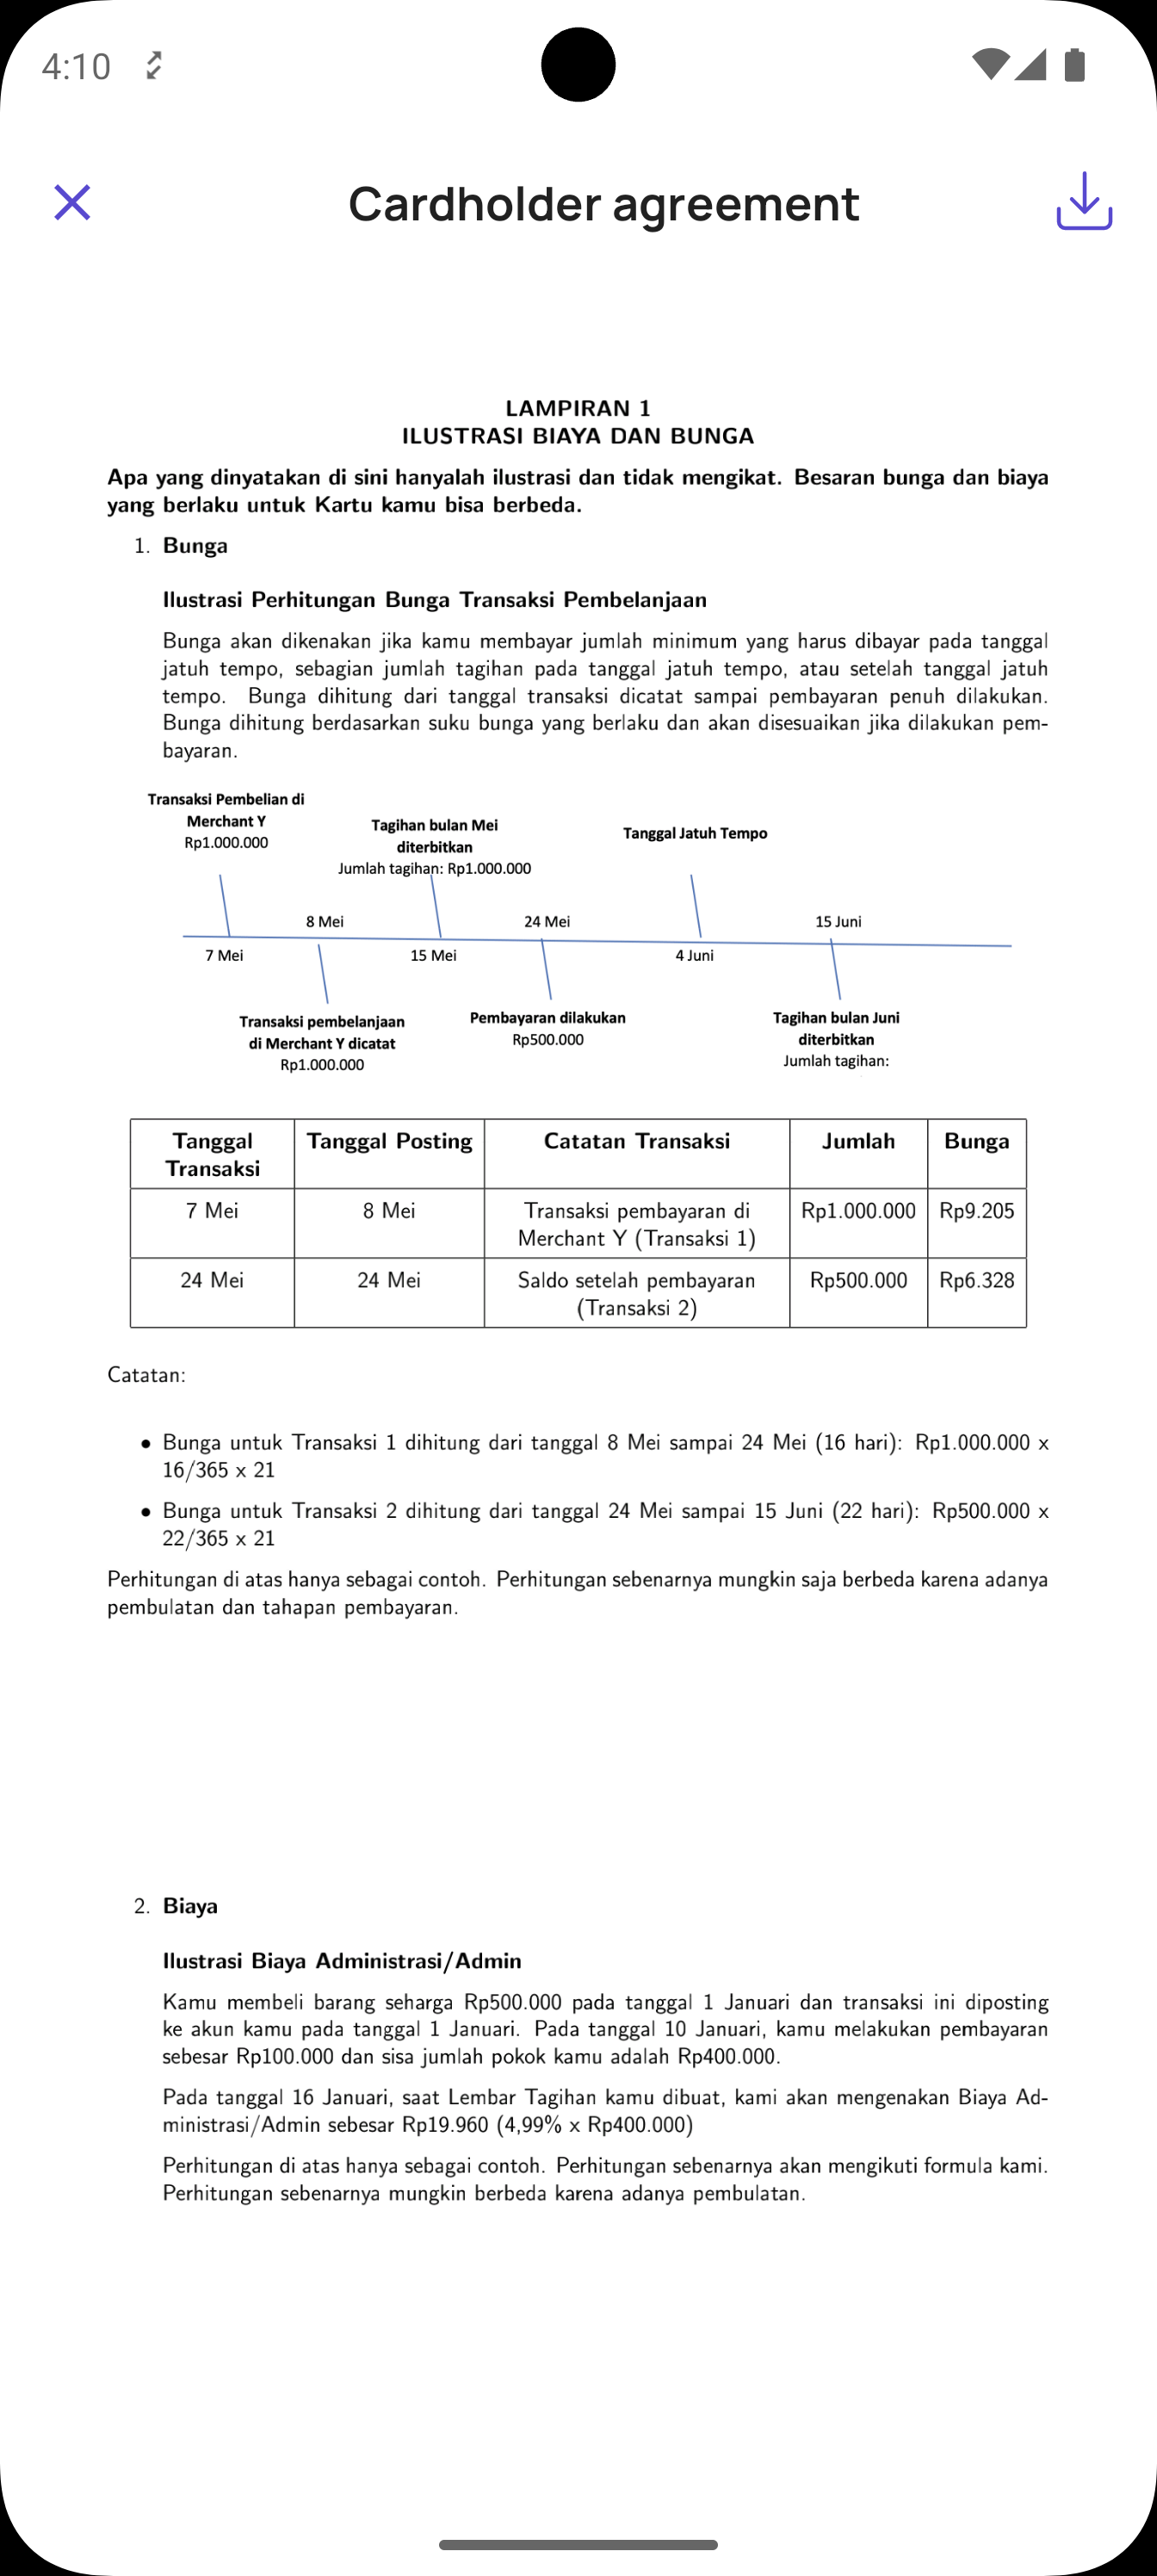 4:10
Cardholder agreement
LAMPIRAN 1
ILUSTRASI BIAYA DAN BUNGA
Apa yang dinyatakan di sini hanyalah ilustrasi dan tidak mengikat. Besaran bunga dan biaya
yang berlaku untuk Kartu kamu bisa berbeda.
1. Bunga
Ilustrasi Perhitungan Bunga Transaksi Pembelanjaan
Bunga akan dikenakan jika kamu membayar jumlah minimum yang harus dibayar pada tanggal
jatuh tempo, sebagian jumlah tagihan pada tanggal jatuh tempo, atau setelah tanggal jatuh
tempo. Bunga dihitung dari tanggal transaksi dicatat sampai pembayaran penuh dilakukan.
Bunga dihitung berdasarkan suku bunga yang berlaku dan akan disesuaikan jika dilakukan pem-
bayaran.
Transaksi Pembelian di
Merchant Y
Rp1.000.000
Tagihan bulan Mei
diterbitkan
Jumlah tagihan: Rp1.000.000
Tanggal Jatuh Tempo
8 Mei
24 Mei
15 Juni
7 Mei
15 Mei
4 Juni
Transaksi pembelanjaan
di Merchant Y dicatat
Rp1.000.000
Pembayaran dilakukan
Rp500.000
Tagihan bulan Juni
diterbitkan
Jumlah tagihan:
Tanggal
Transaksi
Tanggal Posting
Catatan Transaksi
Jumlah
Bunga
7 Mei
8 Mei
Transaksi pembayaran di
Merchant Y (Transaksi 1)
Rp1.000.000
Rp9.205
24 Mei
24 Mei
Saldo setelah pembayaran
(Transaksi 2)
Rp500.000
Rp6.328
Catatan:
• Bunga untuk Transaksi 1 dihitung dari tanggal 8 Mei sampai 24 Mei (16 hari): Rp1.000.000 x
16/365 x 21
• Bunga untuk Transaksi 2 dihitung dari tanggal 24 Mei sampai 15 Juni (22 hari): Rp500.000 x
22/365 x 21
Perhitungan di atas hanya sebagai contoh. Perhitungan sebenarnya mungkin saja berbeda karena adanya
pembulatan dan tahapan pembayaran.
2. Biaya
Ilustrasi Biaya Administrasi/Admin
Kamu membeli barang seharga Rp500.000 pada tanggal 1 Januari dan transaksi ini diposting
ke akun kamu pada tanggal 1 Januari. Pada tanggal 10 Januari, kamu melakukan pembayaran
sebesar Rp100.000 dan sisa jumlah pokok kamu adalah Rp400.000.
Pada tanggal 16 Januari, saat Lembar Tagihan kamu dibuat, kami akan mengenakan Biaya Ad-
ministrasi/Admin sebesar Rp19.960 (4,99% x Rp400.000)
Perhitungan di atas hanya sebagai contoh. Perhitungan sebenarnya akan mengikuti formula kami.
Perhitungan sebenarnya mungkin berbeda karena adanya pembulatan.